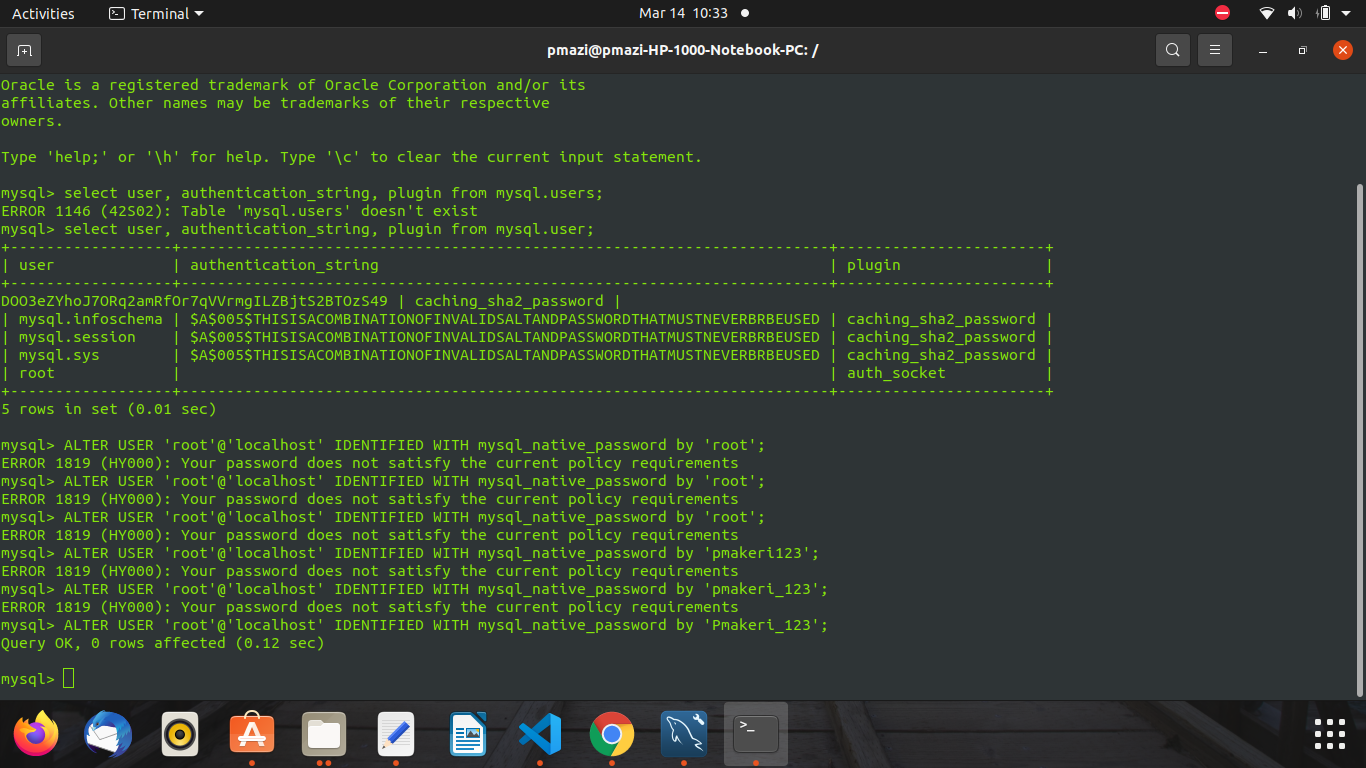 Activities Terminal Mar 14 10:33
pmazi@pmazi-HP-1000-Notebook-PC: /
Oracle is a registered trademark of Oracle Corporation and/or its
affiliates. Other names may be trademarks of their respective
owners.
Type 'help;' or '\h' for help. Type '\c' to clear the current input statement.
mysql> select user, authentication_string, plugin from mysql.users;
ERROR 1146 (42S02): Table 'mysql.users' doesn't exist
mysql> select user, authentication_string, plugin from mysql.user;
+------------------+------------------------------------------------------------------------+-----------------------+
| user             | authentication_string                                                  | plugin                |
+------------------+------------------------------------------------------------------------+-----------------------+
DOO3eZYhoJ7ORq2amRfOr7qVVrmgILZBjtS2BTOzS49 | caching_sha2_password |
| mysql.infoschema | $A$005$THISISACOMBINATIONOFINVALIDSALTANDPASSWORDTHATMUSTNEVERBRBEUSED | caching_sha2_password |
| mysql.session    | $A$005$THISISACOMBINATIONOFINVALIDSALTANDPASSWORDTHATMUSTNEVERBRBEUSED | caching_sha2_password |
| mysql.sys        | $A$005$THISISACOMBINATIONOFINVALIDSALTANDPASSWORDTHATMUSTNEVERBRBEUSED | caching_sha2_password |
| root             |                                                                        | auth_socket           |
+------------------+------------------------------------------------------------------------+-----------------------+
5 rows in set (0.01 sec)
mysql> ALTER USER 'root'@'localhost' IDENTIFIED WITH mysql_native_password by 'root';
ERROR 1819 (HY000): Your password does not satisfy the current policy requirements
mysql> ALTER USER 'root'@'localhost' IDENTIFIED WITH mysql_native_password by 'root';
ERROR 1819 (HY000): Your password does not satisfy the current policy requirements
mysql> ALTER USER 'root'@'localhost' IDENTIFIED WITH mysql_native_password by 'root';
ERROR 1819 (HY000): Your password does not satisfy the current policy requirements
mysql> ALTER USER 'root'@'localhost' IDENTIFIED WITH mysql_native_password by 'pmakeri123';
ERROR 1819 (HY000): Your password does not satisfy the current policy requirements
mysql> ALTER USER 'root'@'localhost' IDENTIFIED WITH mysql_native_password by 'pmakeri_123';
ERROR 1819 (HY000): Your password does not satisfy the current policy requirements
mysql> ALTER USER 'root'@'localhost' IDENTIFIED WITH mysql_native_password by 'Pmakeri_123';
Query OK, 0 rows affected (0.12 sec)
mysql>